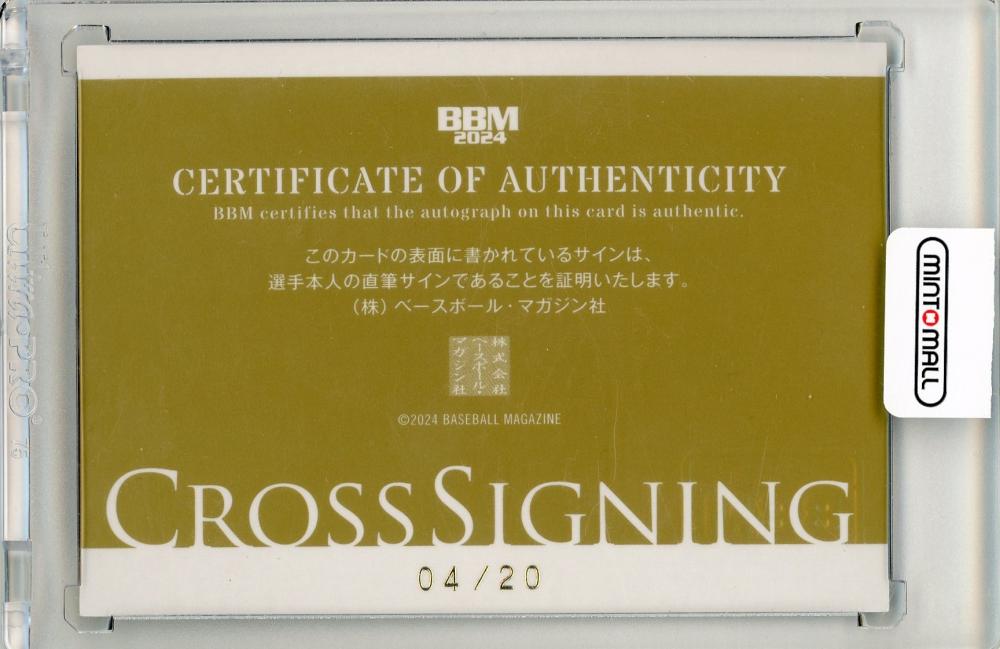 BBM
2024
CERTIFICATE OF AUTHENTICITY
BBM certifies that the autograph on this card is authentic.
このカードの表面に書かれているサインは、
選手本人の直筆サインであることを証明いたします。
（株）ベースボール・マガジン社
株式会社
ベースボール・
マガジン社
©2024 BASEBALL MAGAZINE
CROSSSIGNING
04/20
MINT MALL
Ultra PRO